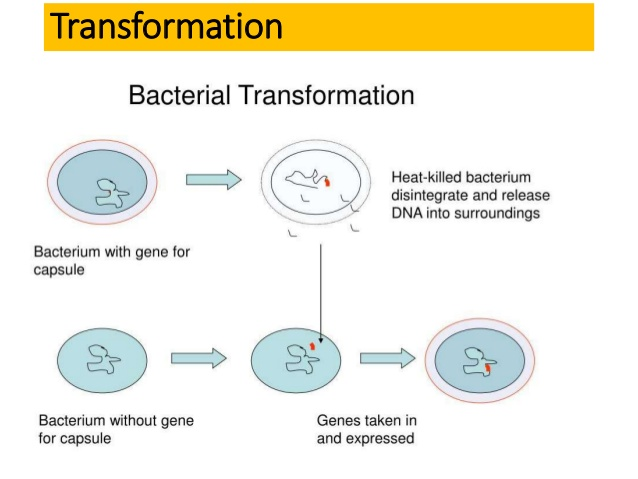 Transformation
Bacterial Transformation
Heat-killed bacterium
disintegrate and release
DNA into surroundings
Bacterium with gene for
capsule
Bacterium without gene
for capsule
Genes taken in
and expressed